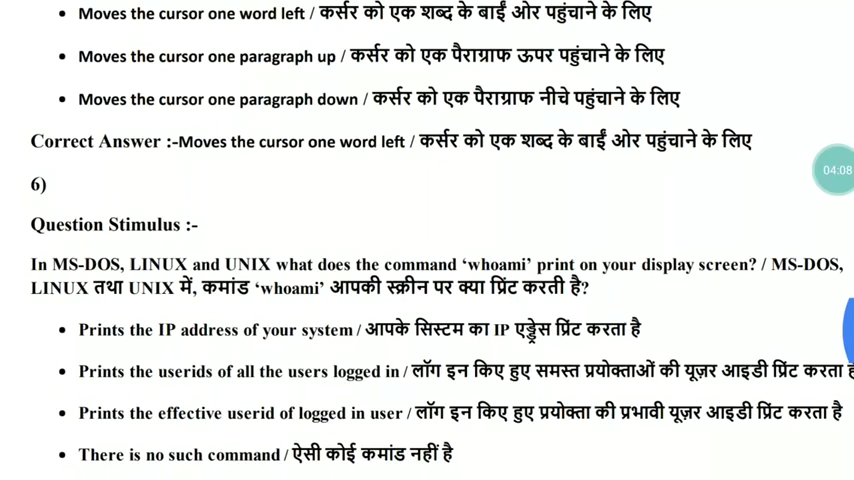 • Moves the cursor one word left / कर्सर को एक शब्द के बाईं ओर पहुंचाने के लिए
• Moves the cursor one paragraph up / कर्सर को एक पैराग्राफ ऊपर पहुंचाने के लिए
• Moves the cursor one paragraph down / कर्सर को एक पैराग्राफ नीचे पहुंचाने के लिए
Correct Answer :-Moves the cursor one word left / कर्सर को एक शब्द के बाईं ओर पहुंचाने के लिए
04:08
6)
Question Stimulus :-
In MS-DOS, LINUX and UNIX what does the command ‘whoami’ print on your display screen? / MS-DOS,
LINUX तथा UNIX में, कमांड ‘whoami’ आपकी स्क्रीन पर क्या प्रिंट करती है?
• Prints the IP address of your system / आपके सिस्टम का IP एड्रेस प्रिंट करता है
• Prints the userids of all the users logged in / लॉग इन किए हुए समस्त प्रयोक्ताओं की यूज़र आइडी प्रिंट करता है
• Prints the effective userid of logged in user / लॉग इन किए हुए प्रयोक्ता की प्रभावी यूज़र आइडी प्रिंट करता है
• There is no such command / ऐसी कोई कमांड नहीं है